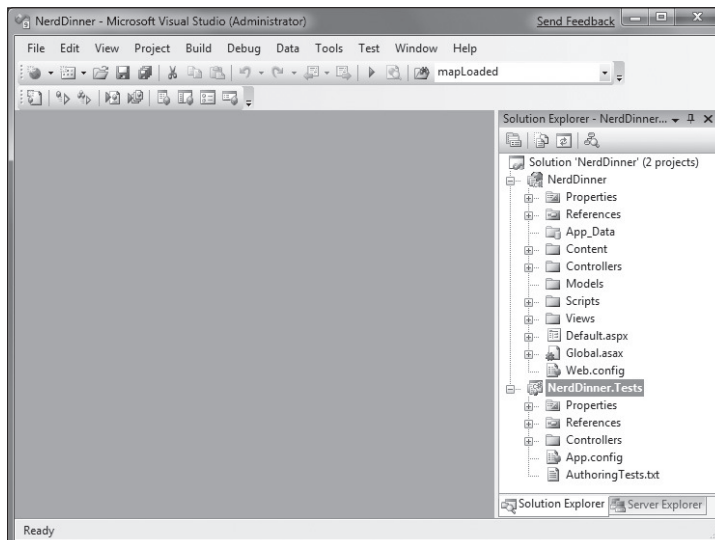 NerdDinner - Microsoft Visual Studio (Administrator)
Send Feedback
File Edit View Project Build Debug Data Tools Test Window Help
mapLoaded
Solution Explorer - NerdDinner...
Solution 'NerdDinner' (2 projects)
NerdDinner
Properties
References
App_Data
Content
Controllers
Models
Scripts
Views
Default.aspx
Global.asax
Web.config
NerdDinner.Tests
Properties
References
Controllers
App.config
AuthoringTests.txt
Solution Explorer Server Explorer
Ready